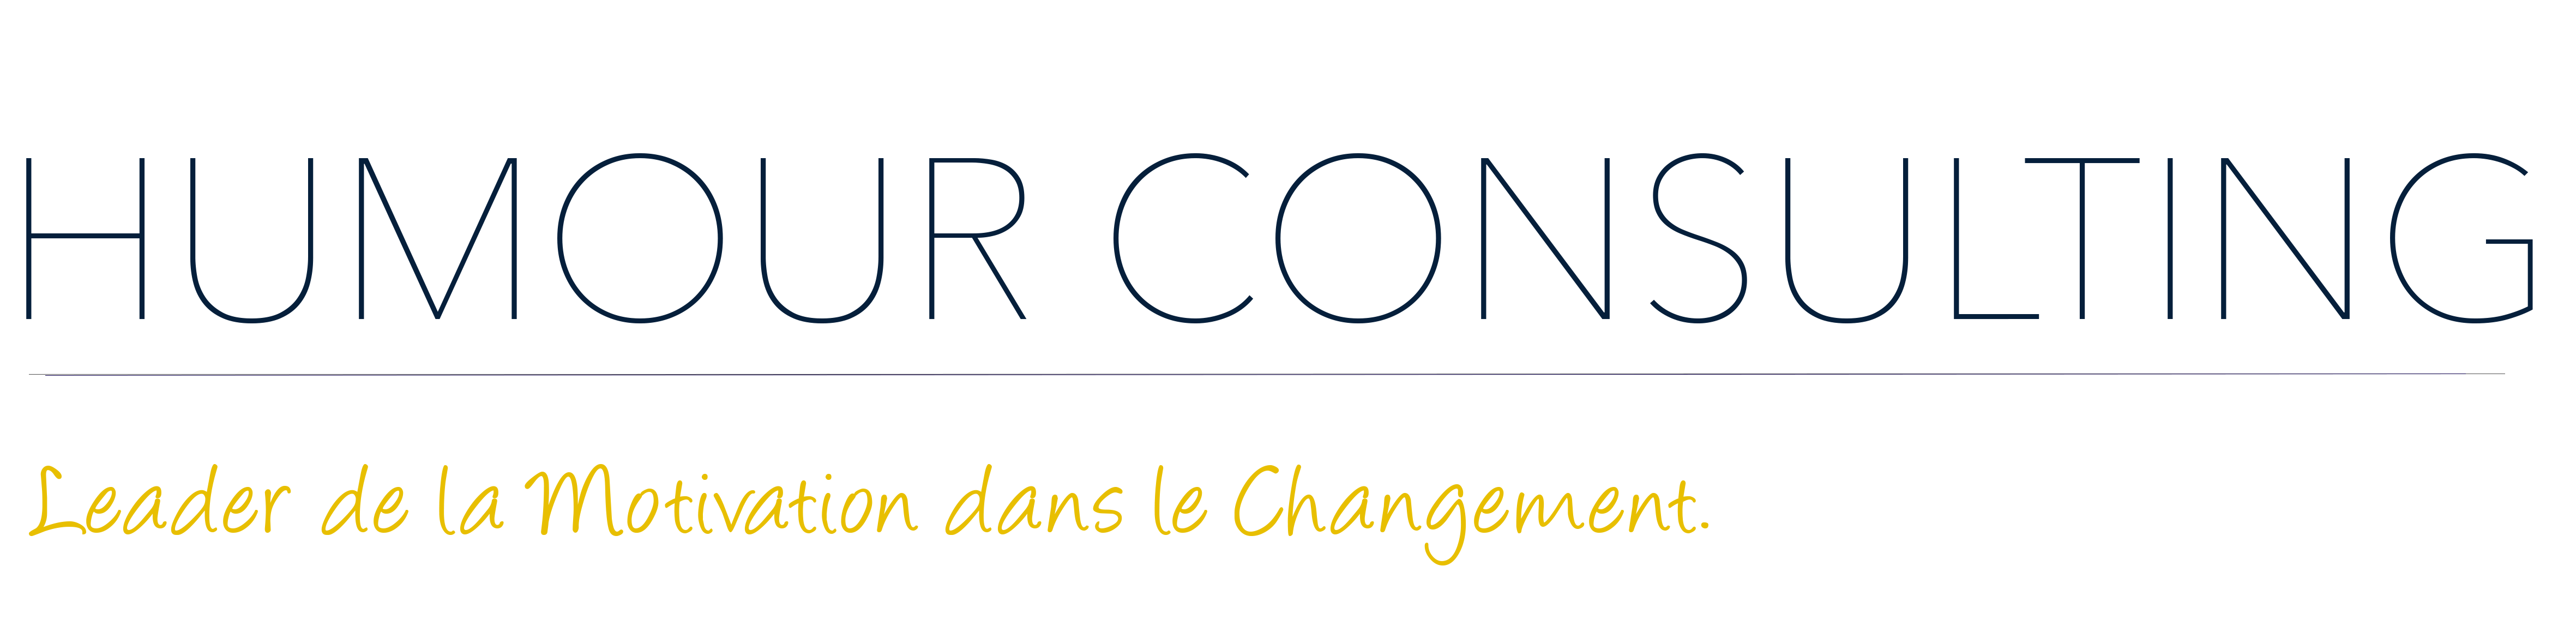 HUMOUR CONSULTING
Leader de la Motivation dans le Changement.